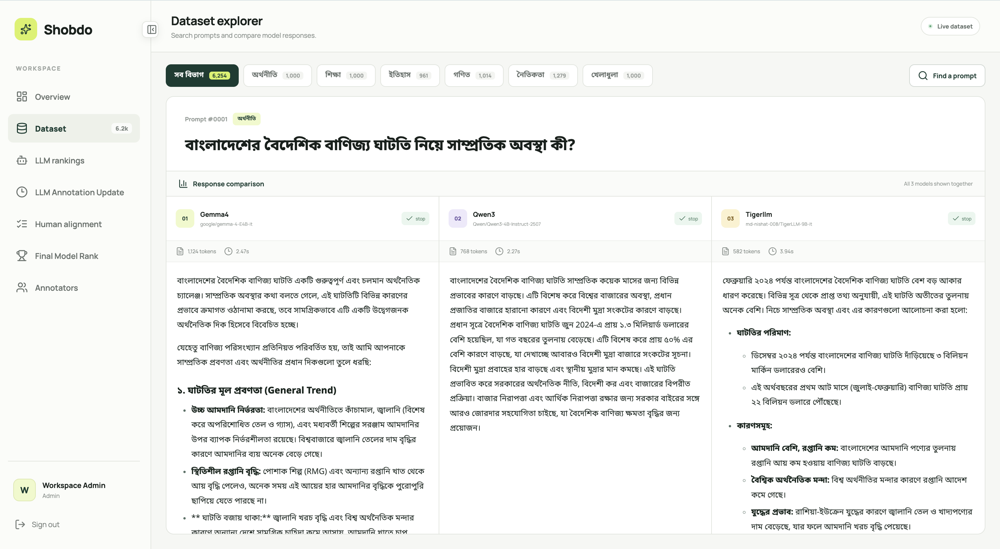 Shobdo
WORKSPACE
Overview
Dataset 6.2k
LLM rankings
LLM Annotation Update
Human alignment
Final Model Rank
Annotators
W
Workspace Admin
Admin
Sign out
Dataset explorer
Search prompts and compare model responses.
Live dataset
সব বিভাগ 6,254 অর্থনীতি 1,000 শিক্ষা 1,000 ইতিহাস 961 গণিত 1,014 নৈতিকতা 1,279 খেলাধুলা 1,000
Find a prompt
Prompt #0001 অর্থনীতি
বাংলাদেশের বৈদেশিক বাণিজ্য ঘাটতি নিয়ে সাম্প্রতিক অবস্থা কী?
Response comparison
All 3 models shown together
01
Gemma4
google/gemma-4-E4B-it
stop
1,124 tokens 2.47s
বাংলাদেশের বৈদেশিক বাণিজ্য ঘাটতি একটি গুরুত্বপূর্ণ এবং চলমান অর্থনৈতিক
চ্যালেঞ্জ। সাম্প্রতিক অবস্থার কথা বলতে গেলে, এই ঘাটতিটি বিভিন্ন কারণের
প্রভাবে ক্রমাগত ওঠানামা করছে, তবে সামগ্রিকভাবে এটি একটি উদ্বেগজনক
অর্থনৈতিক দিক হিসেবে বিবেচিত হচ্ছে।
যেহেতু বাণিজ্য পরিসংখ্যান প্রতিনিয়ত পরিবর্তিত হয়, তাই আমি আপনাকে
সাম্প্রতিক প্রবণতা এবং অর্থনীতির প্রধান দিকগুলো তুলে ধরছি:
১. ঘাটতির মূল প্রবণতা (General Trend)
• উচ্চ আমদানি নির্ভরতা: বাংলাদেশের অর্থনীতিতে কাঁচামাল, জ্বালানি (বিশেষ
করে অপরিশোধিত তেল ও গ্যাস), এবং মধ্যবর্তী শিল্পের সরঞ্জাম আমদানির
উপর ব্যাপক নির্ভরশীলতা রয়েছে। বিশ্ববাজারে জ্বালানি তেলের দাম বৃদ্ধির
কারণে আমদানির ব্যয় অনেক বেড়ে গেছে।
• স্থিতিশীল রপ্তানি বৃদ্ধি: পোশাক শিল্প (RMG) এবং অন্যান্য রপ্তানি খাত থেকে
আয় বৃদ্ধি পেলেও, অনেক সময় এই আয়ের হার আমদানির বৃদ্ধিকে পুরোপুরি
ছাপিয়ে যেতে পারছে না।
• ** ঘাটতি বজায় থাকা:** জ্বালানি খরচ বৃদ্ধি এবং বিশ্ব অর্থনৈতিক মন্দার
কারণে অন্যান্য দেশে সামগ্রিক চাহিদা কমে আসায়, আমদানি খাতে চাপ
02
Qwen3
Qwen/Qwen3-4B-Instruct-2507
stop
768 tokens 2.27s
বাংলাদেশের বৈদেশিক বাণিজ্য ঘাটতি সাম্প্রতিক কয়েক মাসের জন্য বিভিন্ন
প্রভাবের কারণে বাড়ছে। এটি বিশেষ করে বিশ্বের বাজারের অবস্থা, প্রধান
প্রজাতির বাজারে হারানো কারণে এবং বিদেশী মুদ্রা সংকটের কারণে বাড়ছে।
প্রধান সূত্রে বৈদেশিক বাণিজ্য ঘাটতি জুন 2024-এ প্রায় ১.৩ মিলিয়ার্ড ডলারের
বেশি হয়েছিল, যা গত বছরের তুলনায় বেড়েছে। এটি বিশেষ করে প্রায় ৫০% এর
বেশি কারণে বাড়ছে, যা দেখাচ্ছে আবারও বিদেশী মুদ্রা বাজারে সংকটের সূচনা।
বিদেশী মুদ্রা প্রবাহের হার বাড়ছে এবং স্থানীয় মুদ্রার মান কমছে। এই ঘাটতি
প্রভাবিত করে সরকারের অর্থনৈতিক নীতি, বিদেশী কর এবং বাজারের বিপরীত
প্রক্রিয়া। বাজার নিরাপত্তা এবং আর্থিক নিরাপত্তা রক্ষার জন্য সরকার বাইরের সঙ্গে
আরও জোরদার সহযোগিতা চাইছে, যা বৈদেশিক বাণিজ্য ক্ষমতা বৃদ্ধির জন্য
প্রয়োজন।
03
Tigerllm
md-nishat-008/TigerLLM-9B-it
stop
582 tokens 3.94s
ফেব্রুয়ারি ২০২৪ পর্যন্ত বাংলাদেশের বৈদেশিক বাণিজ্য ঘাটতি বেশ বড় আকার
ধারণ করেছে। বিভিন্ন সূত্র থেকে প্রাপ্ত তথ্য অনুযায়ী, এই ঘাটতি অতীতের তুলনায়
অনেক বেশি। নিচে সাম্প্রতিক অবস্থা এবং এর কারণগুলো আলোচনা করা হলো:
• ঘাটতির পরিমাণ:
◦ ডিসেম্বর ২০২৪ পর্যন্ত বাংলাদেশের বাণিজ্য ঘাটতি দাঁড়িয়েছে ৩ বিলিয়ন
মার্কিন ডলারেরও বেশি।
◦ এই অর্থবছরের প্রথম আট মাসে (জুলাই-ফেব্রুয়ারি) বাণিজ্য ঘাটতি প্রায়
২২ বিলিয়ন ডলারে পৌঁছেছে।
• কারণসমূহ:
◦ আমদানি বেশি, রপ্তানি কম: বাংলাদেশের আমদানি পণ্যের তুলনায়
রপ্তানি আয় কম হওয়ায় বাণিজ্য ঘাটতি বাড়ছে।
◦ বৈশ্বিক অর্থনৈতিক মন্দা: বিশ্ব অর্থনীতির মন্দার কারণে রপ্তানি আদেশ
কমে গেছে।
◦ যুদ্ধের প্রভাব: রাশিয়া-ইউক্রেন যুদ্ধের কারণে জ্বালানি তেল ও খাদ্যপণ্যের
দাম বেড়েছে, যার ফলে আমদানি খরচ বৃদ্ধি পেয়েছে।